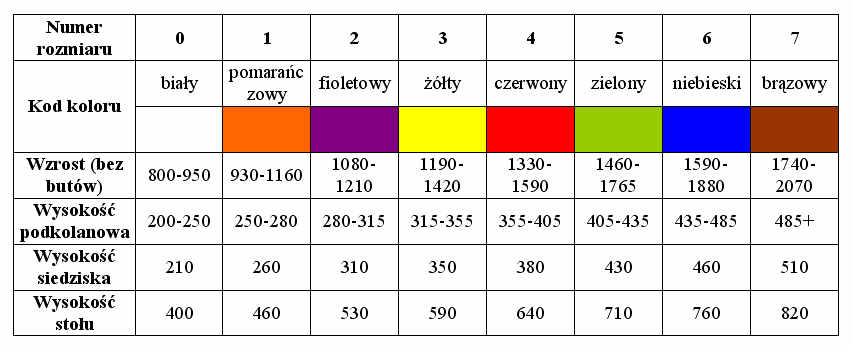 Numer rozmiaru 0 1 2 3 4 5 6 7
Kod koloru biały pomarańc zowy fioletowy żółty czerwony zielony niebieski brązowy
Wzrost (bez butów) 800-950 930-1160 1080-1210 1190-1420 1330-1590 1460-1765 1590-1880 1740-2070
Wysokość podkolanowa 200-250 250-280 280-315 315-355 355-405 405-435 435-485 485+
Wysokość siedziska 210 260 310 350 380 430 460 510
Wysokość stołu 400 460 530 590 640 710 760 820